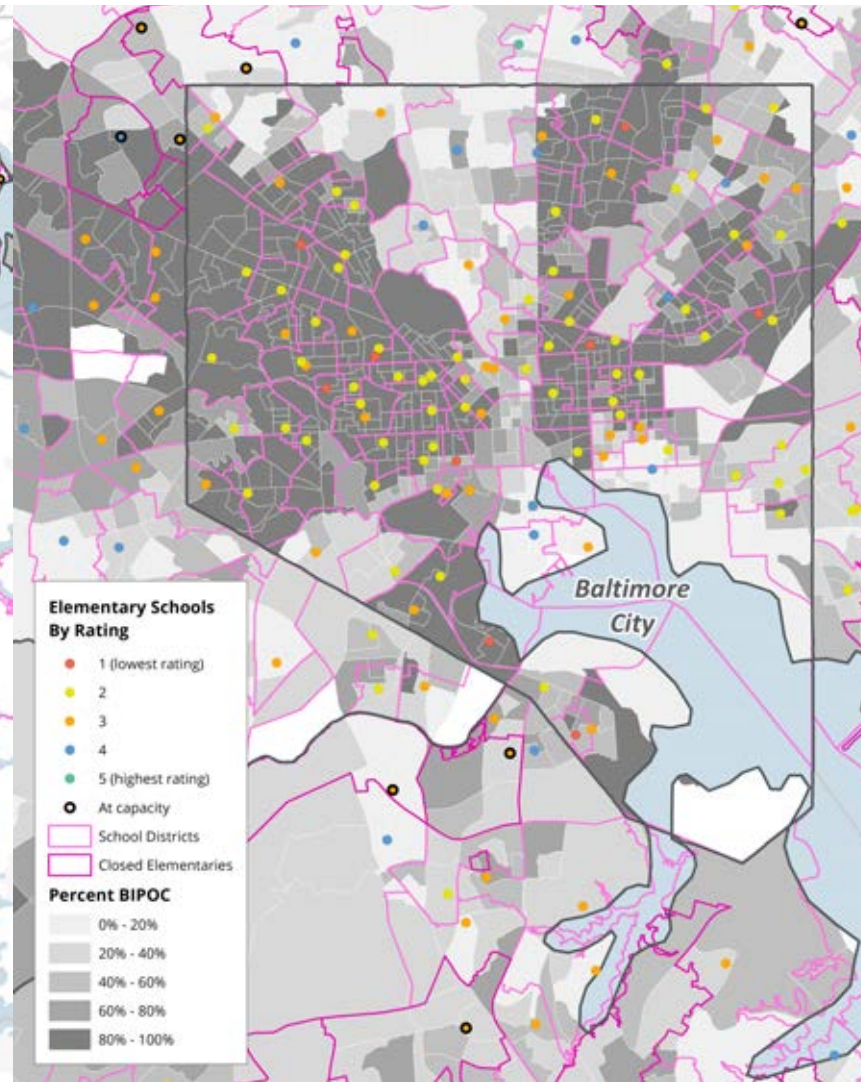 Baltimore
City
Elementary Schools
By Rating
1 (lowest rating)
2
3
4
5 (highest rating)
At capacity
School Districts
Closed Elementaries
Percent BIPOC
0% - 20%
20% - 40%
40% - 60%
60% - 80%
80% - 100%